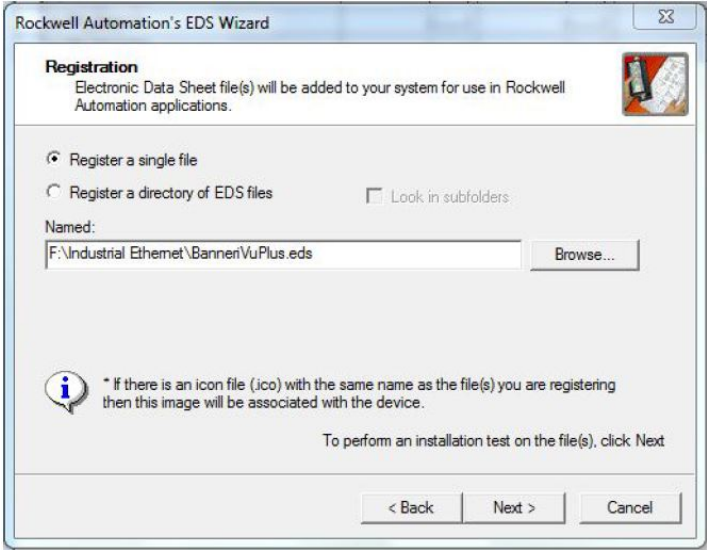 Rockwell Automation's EDS Wizard
Registration
Electronic Data Sheet file(s) will be added to your system for use in Rockwell
Automation applications.
Register a single file
Register a directory of EDS files
Look in subfolders
Named:
F:\Industrial Ethernet\BanneriVuPlus.eds
Browse...
* If there is an icon file (.ico) with the same name as the file(s) you are registering
then this image will be associated with the device.
To perform an installation test on the file(s), click Next
< Back
Next >
Cancel